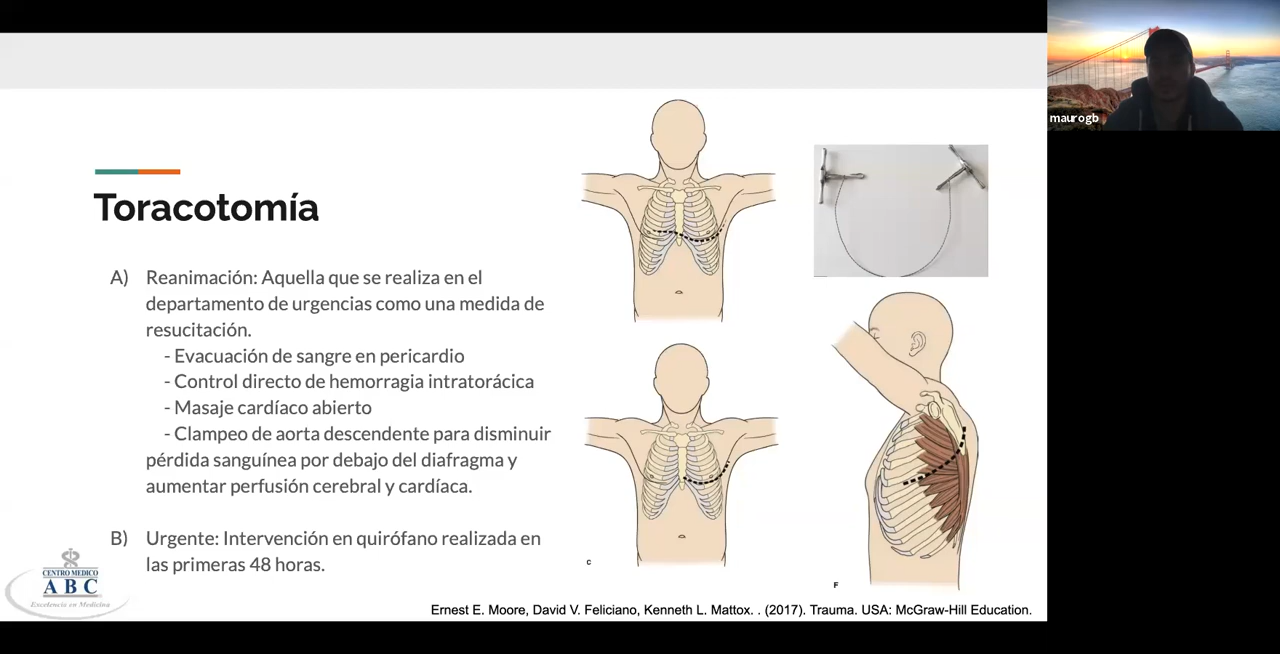 maurogb
Toracotomía
A) Reanimación: Aquella que se realiza en el
departamento de urgencias como una medida de
resucitación.
- Evacuación de sangre en pericardio
- Control directo de hemorragia intratorácica
- Masaje cardíaco abierto
- Clampeo de aorta descendente para disminuir
pérdida sanguínea por debajo del diafragma y
aumentar perfusión cerebral y cardíaca.
B) Urgente: Intervención en quirófano realizada en
las primeras 48 horas.
C
F
CENTRO MEDICO
ABC
Excelencia en Medicina
Ernest E. Moore, David V. Feliciano, Kenneth L. Mattox. . (2017). Trauma. USA: McGraw-Hill Education.